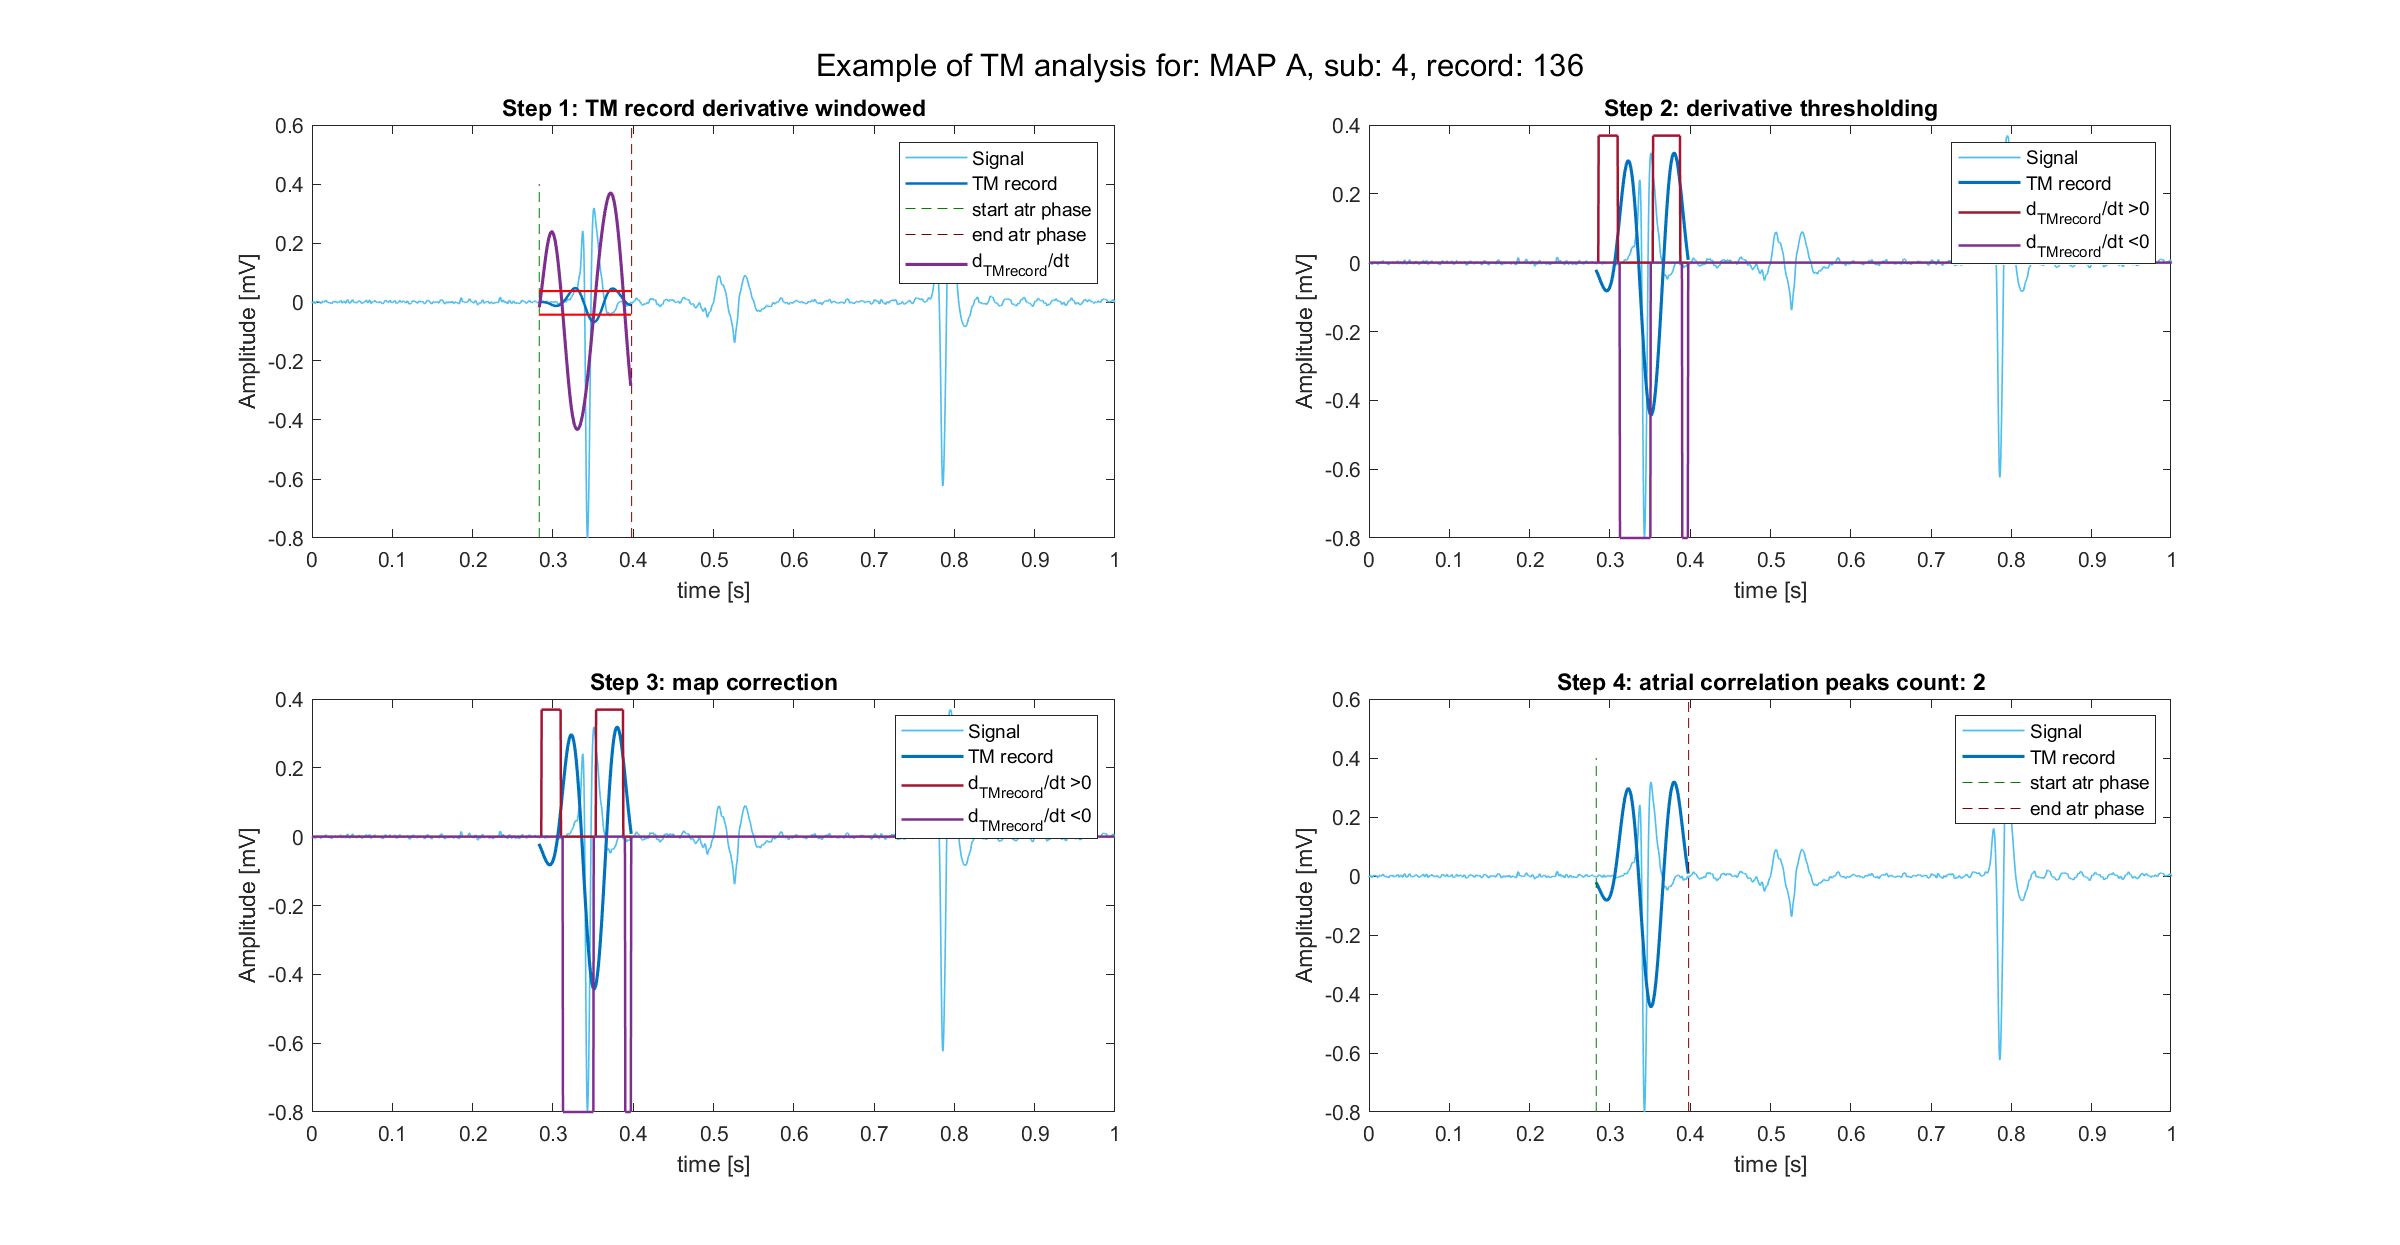 Example of TM analysis for: MAP A, sub: 4, record: 136
Step 1: TM record derivative windowed
Amplitude [mV]
0.6
0.4
0.2
0
-0.2
-0.4
-0.6
-0.8
Signal
TM record
start atr phase
end atr phase
dTMrecord/dt
0 0.1 0.2 0.3 0.4 0.5 0.6 0.7 0.8 0.9 1
time [s]
Step 2: derivative thresholding
Amplitude [mV]
0.4
0.2
0
-0.2
-0.4
-0.6
-0.8
Signal
TM record
dTMrecord/dt >0
dTMrecord/dt <0
0 0.1 0.2 0.3 0.4 0.5 0.6 0.7 0.8 0.9 1
time [s]
Step 3: map correction
Amplitude [mV]
0.4
0.2
0
-0.2
-0.4
-0.6
-0.8
Signal
TM record
dTMrecord/dt >0
dTMrecord/dt <0
0 0.1 0.2 0.3 0.4 0.5 0.6 0.7 0.8 0.9 1
time [s]
Step 4: atrial correlation peaks count: 2
Amplitude [mV]
0.6
0.4
0.2
0
-0.2
-0.4
-0.6
-0.8
Signal
TM record
start atr phase
end atr phase
0 0.1 0.2 0.3 0.4 0.5 0.6 0.7 0.8 0.9 1
time [s]